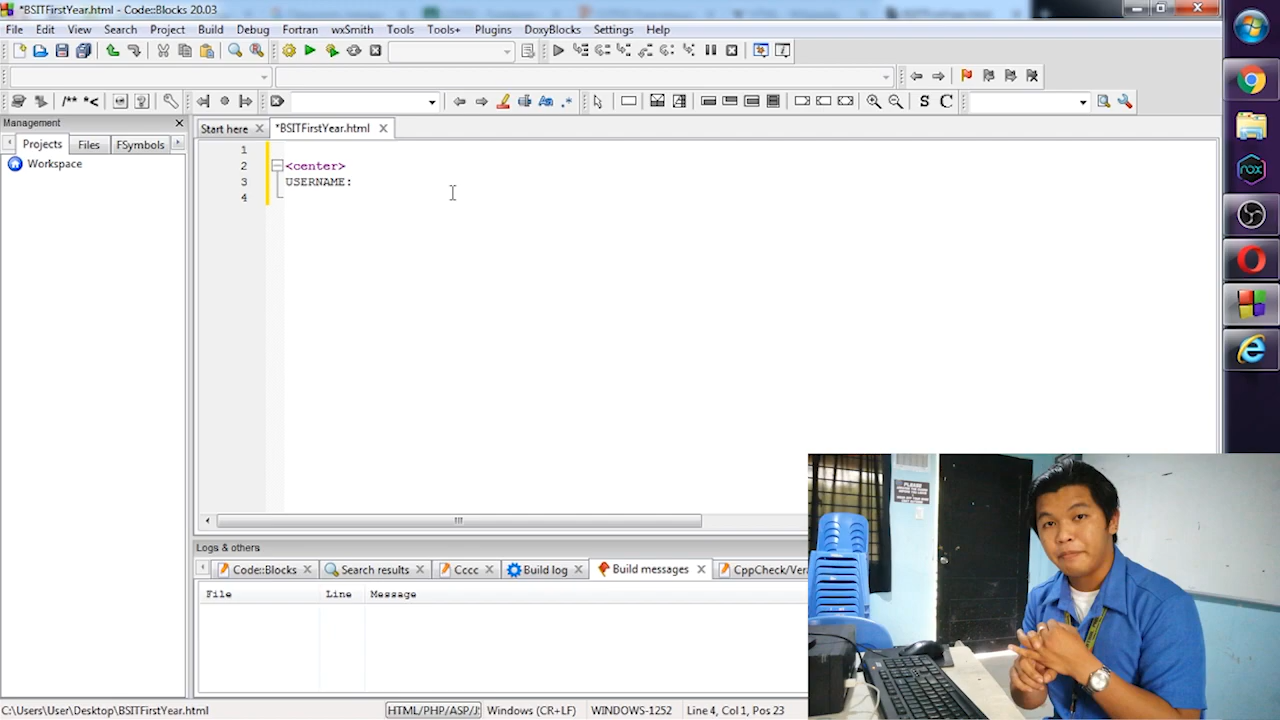 *BSITFirstYear.html - Code::Blocks 20.03
File Edit View Search Project Build Debug Fortran wxSmith Tools Tools+ Plugins DoxyBlocks Settings Help
/** *<
S C
Management
Start here *BSITFirstYear.html
Projects Files FSymbols
Workspace
1
2 <center>
3 USERNAME:
4
nox
PLEASE
Logs & others
Code::Blocks Search results Cccc Build log Build messages CppCheck/Vera
File Line Message
C:\Users\User\Desktop\BSITFirstYear.html HTML/PHP/ASP/J Windows (CR+LF) WINDOWS-1252 Line 4, Col 1, Pos 23